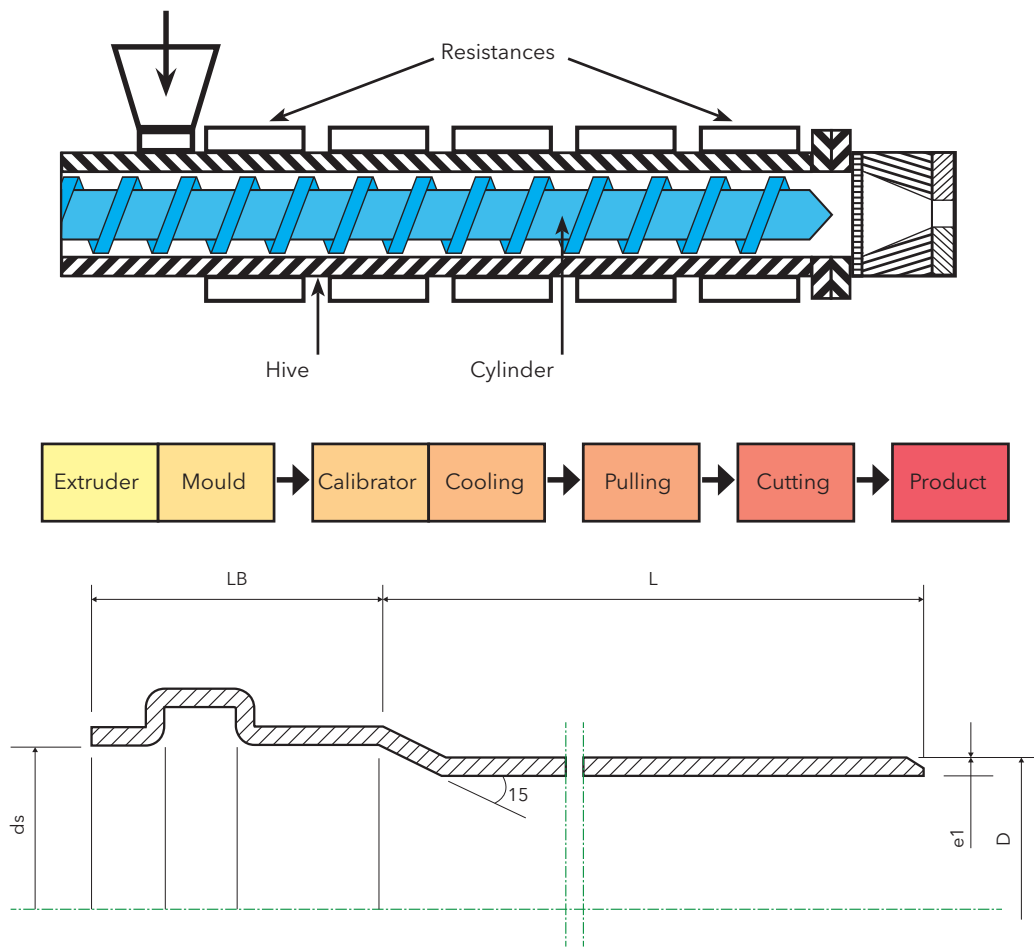 Resistances
Hive
Cylinder
Extruder
Mould
Calibrator
Cooling
Pulling
Cutting
Product
LB
L
ds
15
e1
D